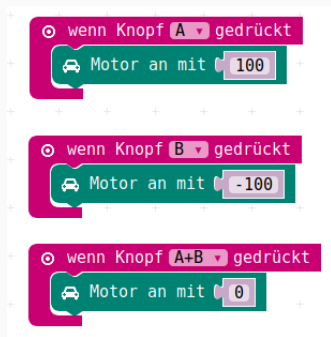 wenn Knopf A gedrückt
Motor an mit 100
wenn Knopf B gedrückt
Motor an mit -100
wenn Knopf A+B gedrückt
Motor an mit 0